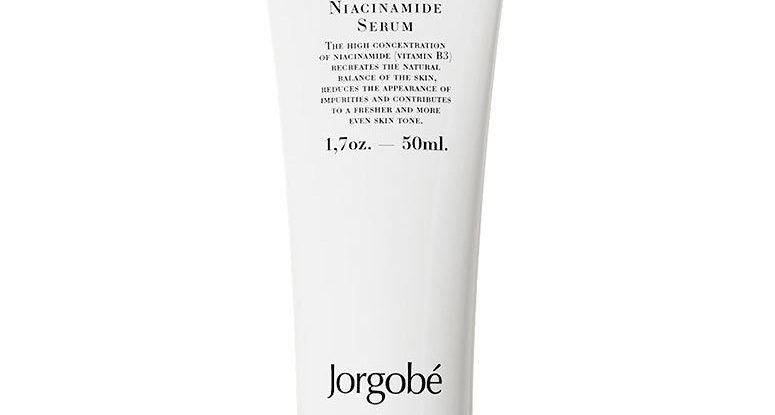 Niacinamide
Serum
The high concentration
of niacinamide (vitamin B3)
recreates the natural
balance of the skin,
reduces the appearance of
impurities and contributes
to a fresher and more
even skin tone.
1,7oz. — 50ml.
Jorgobé